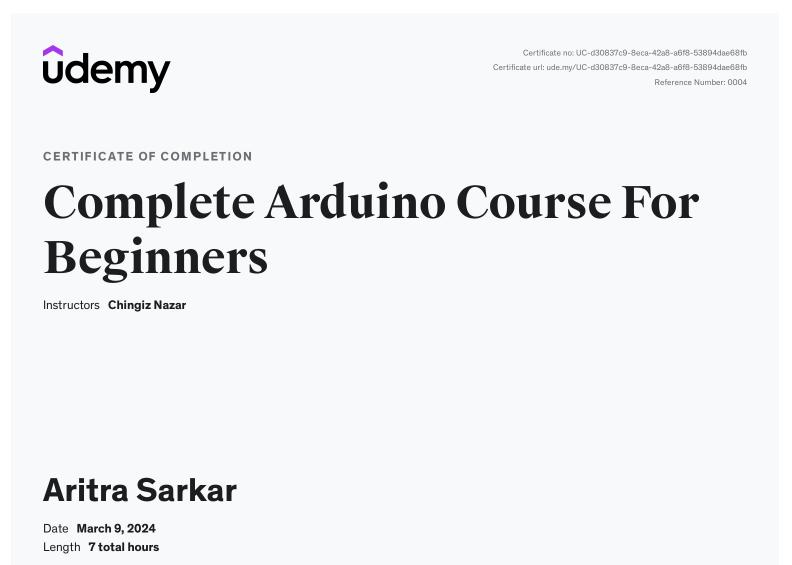 udemy
Certificate no: UC-d30837c9-8eca-42a8-a6f8-53894dae68fb
Certificate url: ude.my/UC-d30837c9-8eca-42a8-a6f8-53894dae68fb
Reference Number: 0004
CERTIFICATE OF COMPLETION
Complete Arduino Course For
Beginners
Instructors Chingiz Nazar
Aritra Sarkar
Date March 9, 2024
Length 7 total hours